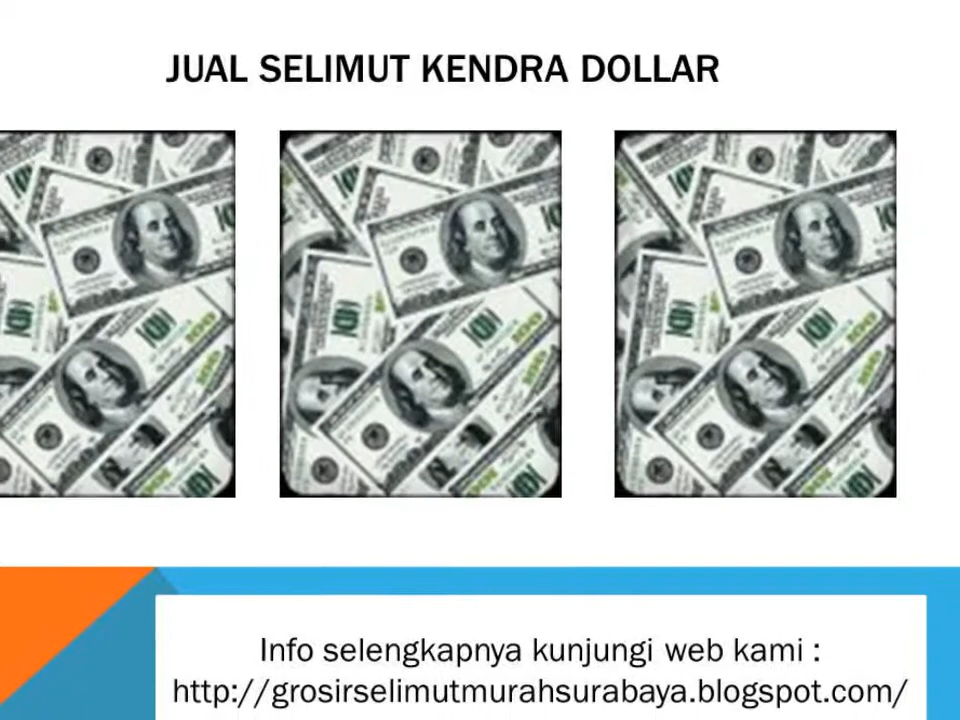 JUAL SELIMUT KENDRA DOLLAR
Info selengkapnya kunjungi web kami :
http://grosirselimutmurahsurabaya.blogspot.com/